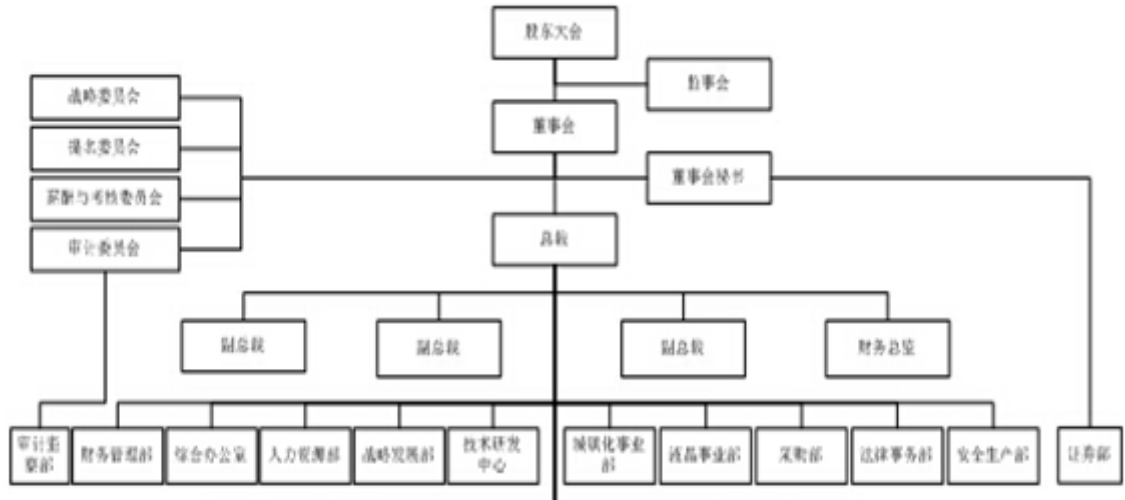 股东大会
监事会
战略委员会
董事会
提名委员会
董事会秘书
薪酬与考核委员会
总裁
审计委员会
副总裁
副总裁
副总裁
财务总监
审计监
察部
财务管理部
综合办公室
人力资源部
战略发展部
技术研发
中心
城镇化事业
部
液晶事业部
采购部
法律事务部
安全生产部
证券部